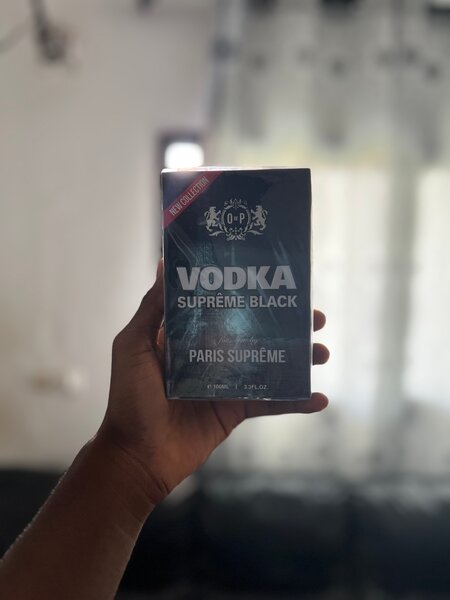 NEW COLLECTION
VODKA
SUPRÊME BLACK
PARIS SUPRÊME
100ML | 3.3FL.OZ